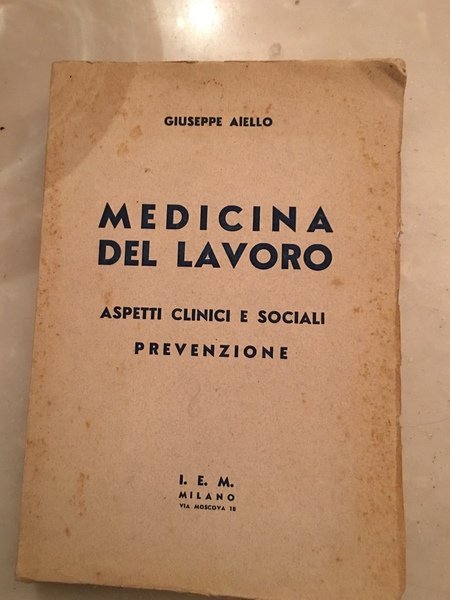 GIUSEPPE AIELLO
MEDICINA
DEL LAVORO
ASPETTI CLINICI E SOCIALI
PREVENZIONE
I. E. M.
MILANO
VIA MOSCOVA 18